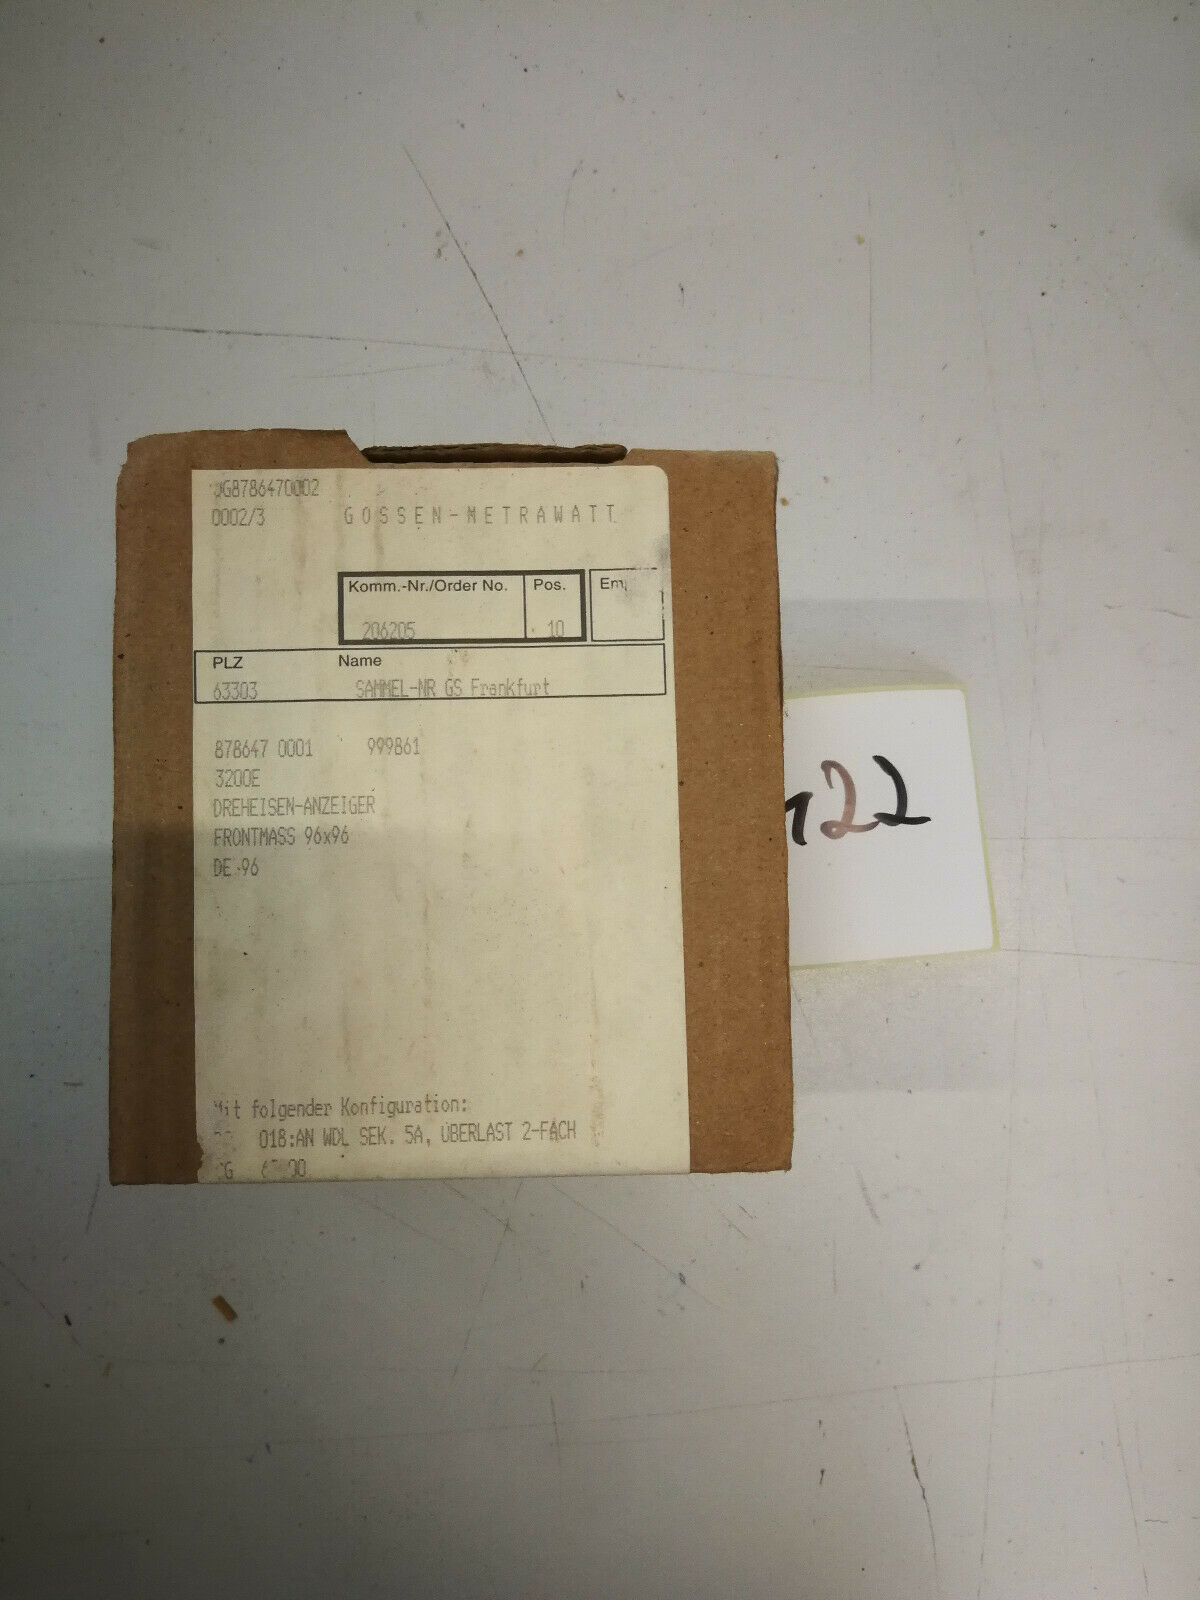 0002/3 GOSSEN-METRAWATT
Komm.-Nr./Order No. Pos.
206205 10
PLZ Name
63303 SAMMEL-NR GS Frankfurt
878647 0001 999861
3200E
DREHEISEN-ANZEIGER
FRONTMASS 96x96
DE 96
Mit folgender Konfiguration:
018:AN WDL SEK. 5A, ÜBERLAST 2-FACH
22